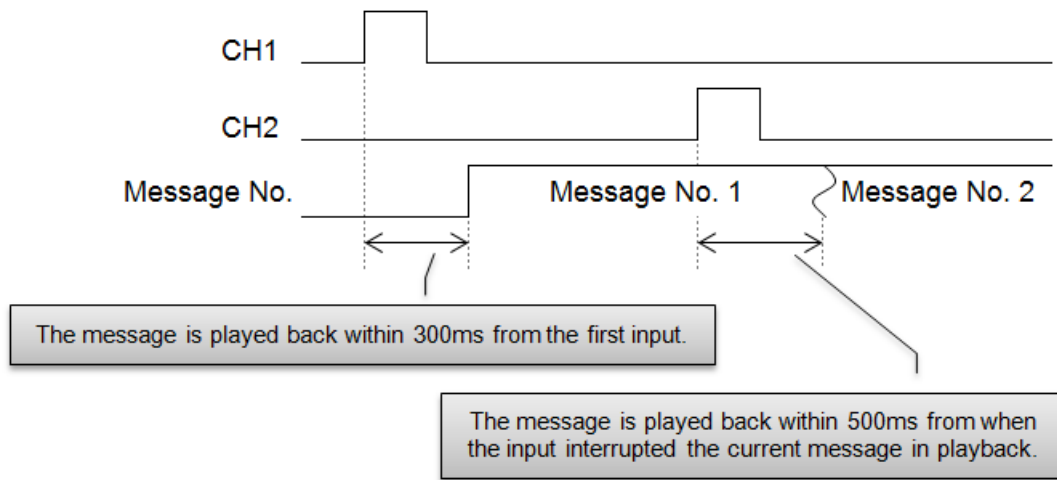 CH1
CH2
Message No.
Message No. 1
Message No. 2
The message is played back within 300ms from the first input.
The message is played back within 500ms from when
the input interrupted the current message in playback.